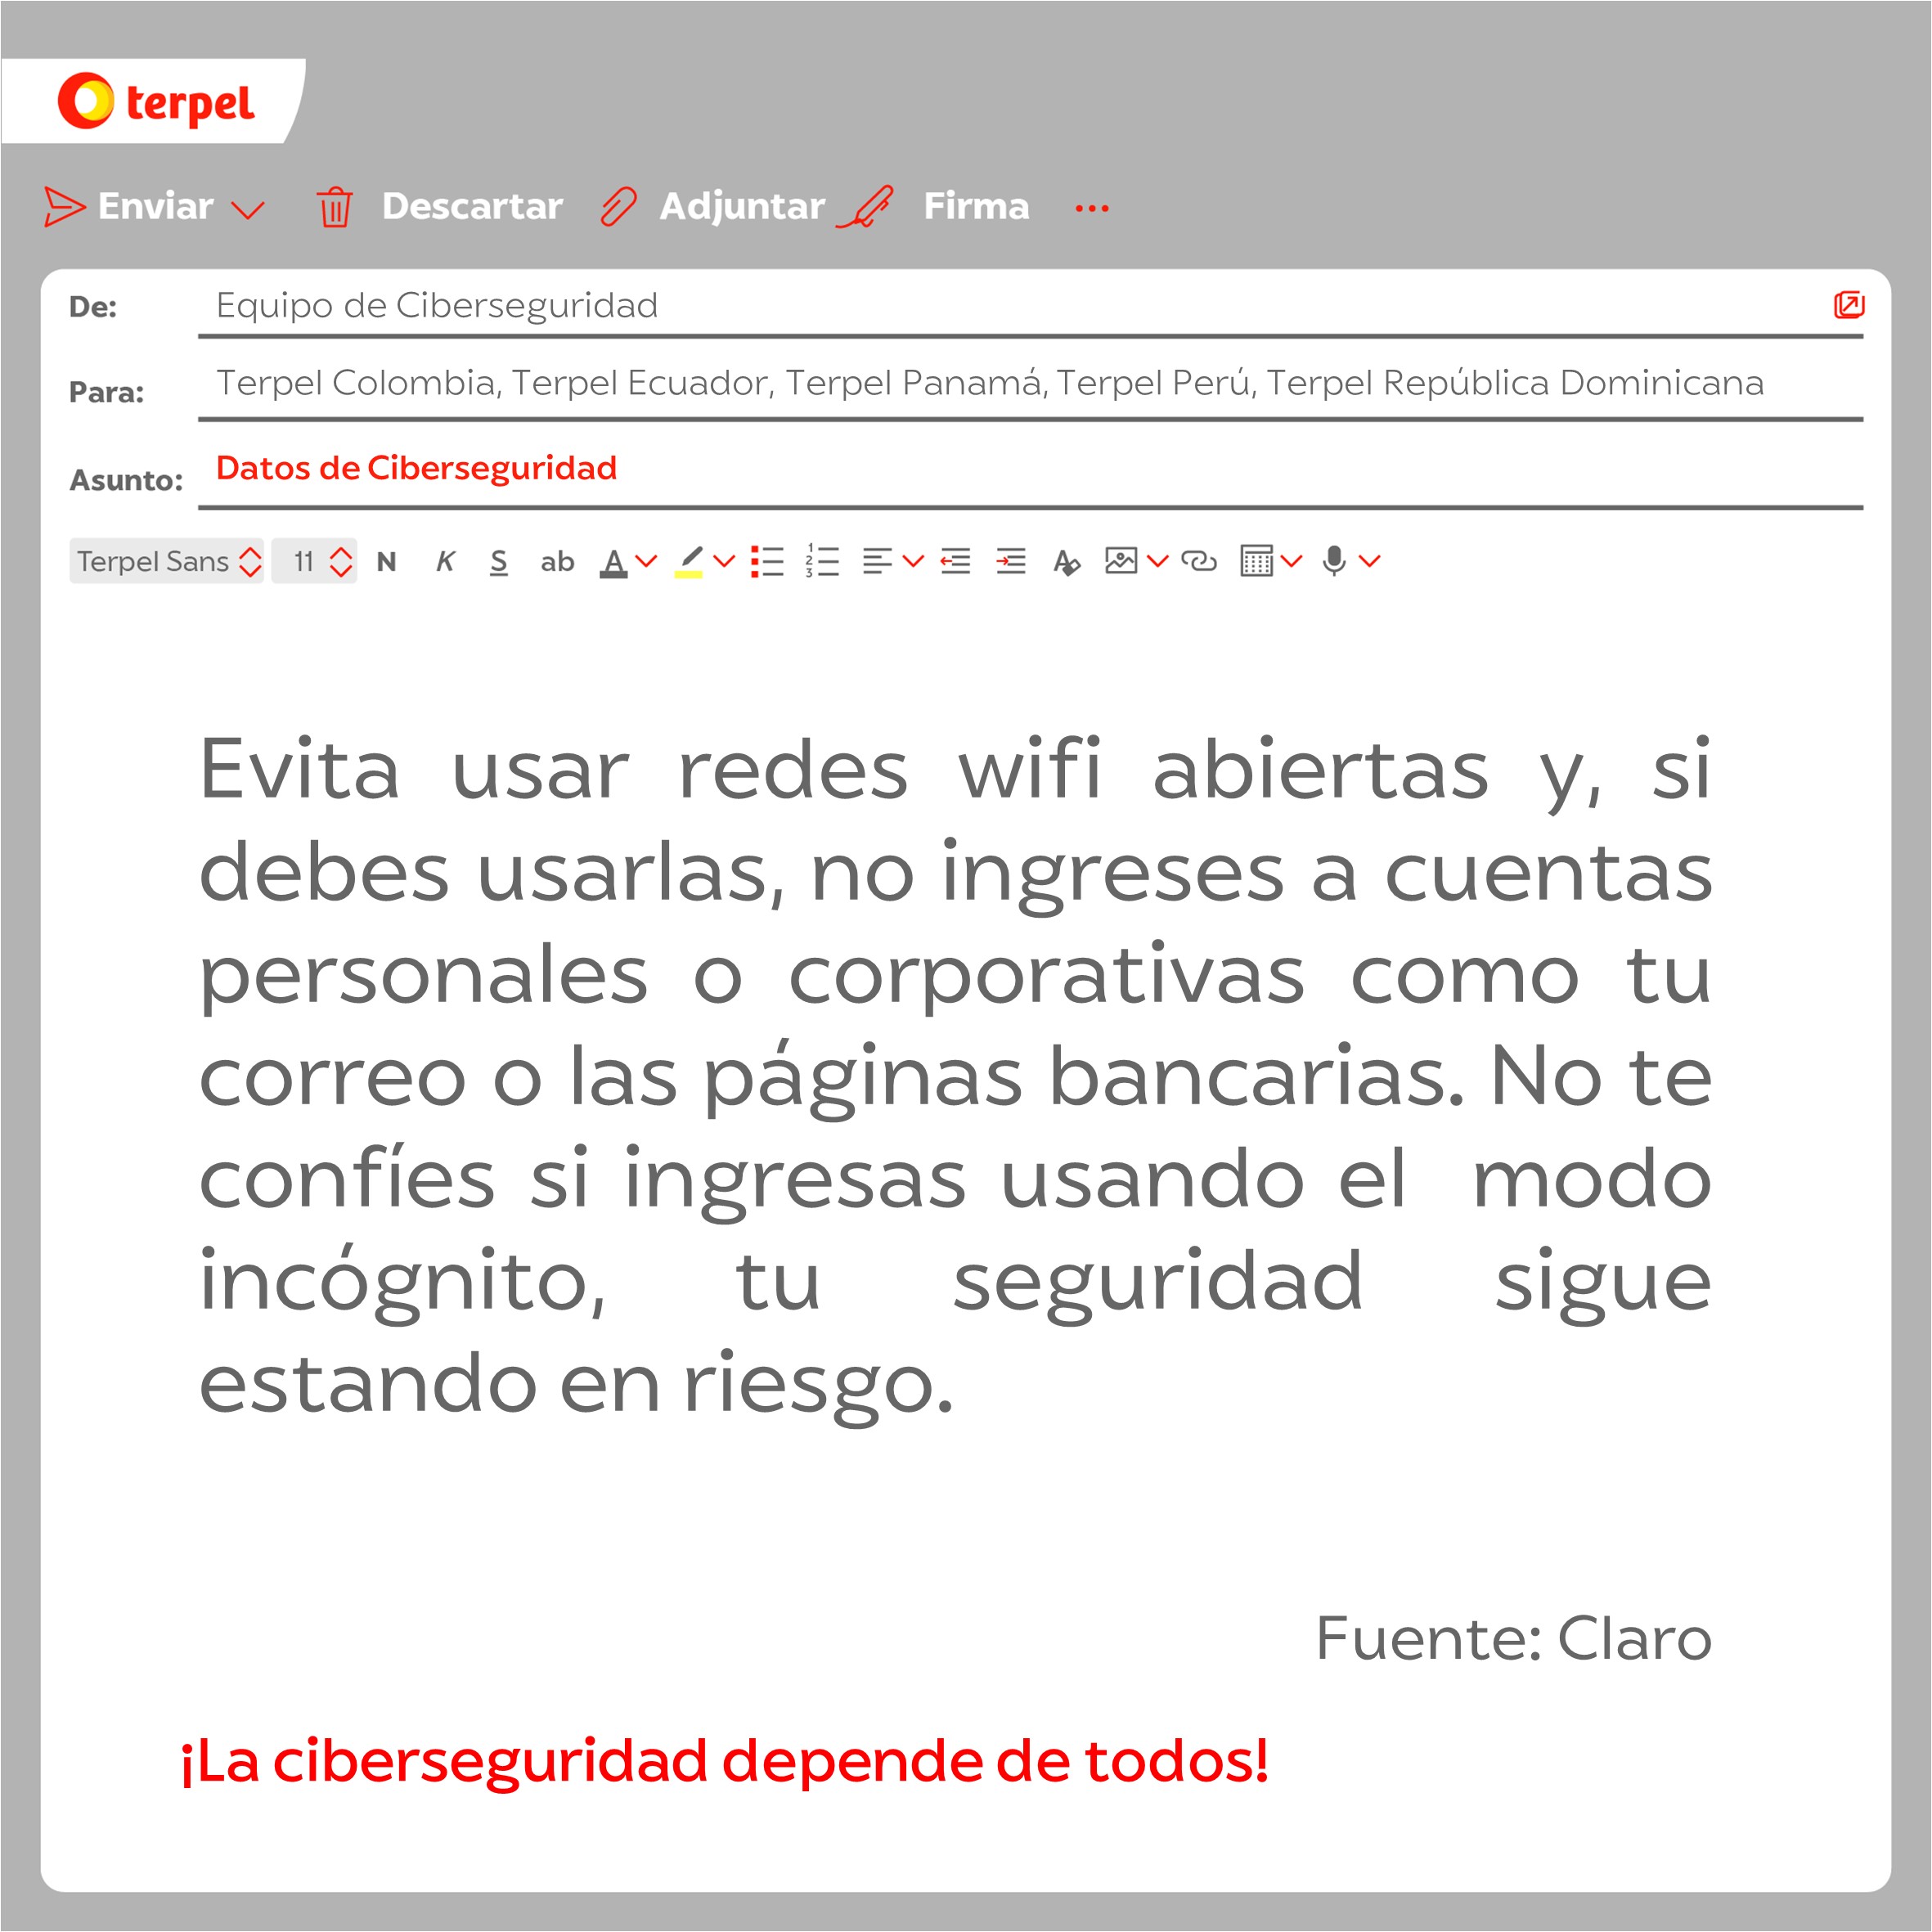 terpel
Enviar Descartar Adjuntar Firma ...
De: Equipo de Ciberseguridad
Para: Terpel Colombia, Terpel Ecuador, Terpel Panamá, Terpel Perú, Terpel República Dominicana
Asunto: Datos de Ciberseguridad
Terpel Sans 11 N K S ab A
Evita usar redes wifi abiertas y, si
debes usarlas, no ingreses a cuentas
personales o corporativas como tu
correo o las páginas bancarias. No te
confíes si ingresas usando el modo
incógnito, tu seguridad sigue
estando en riesgo.
Fuente: Claro
¡La ciberseguridad depende de todos!